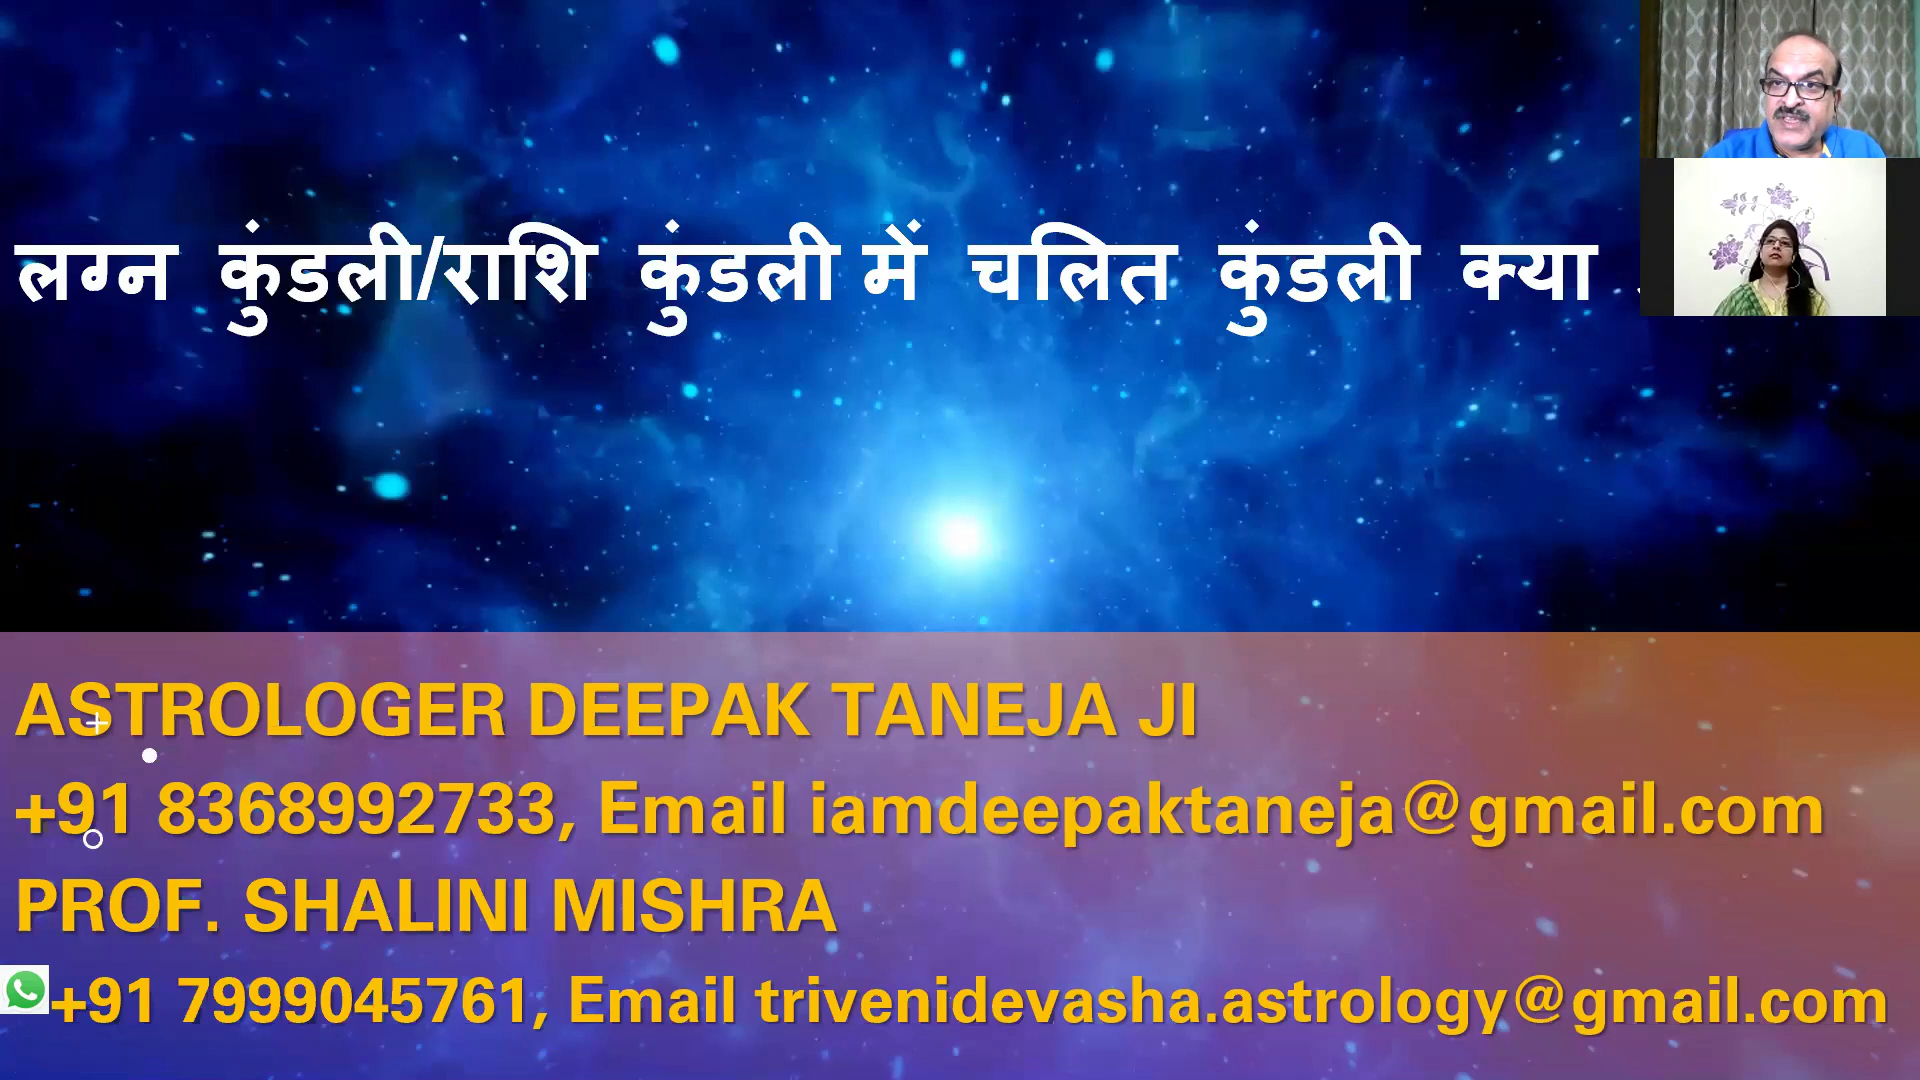 लग्न कुंडली/राशि कुंडली में चलित कुंडली क्या
ASTROLOGER DEEPAK TANEJA JI
+91 8368992733, Email iamdeepaktaneja@gmail.com
PROF. SHALINI MISHRA
+91 7999045761, Email trivenidevasha.astrology@gmail.com